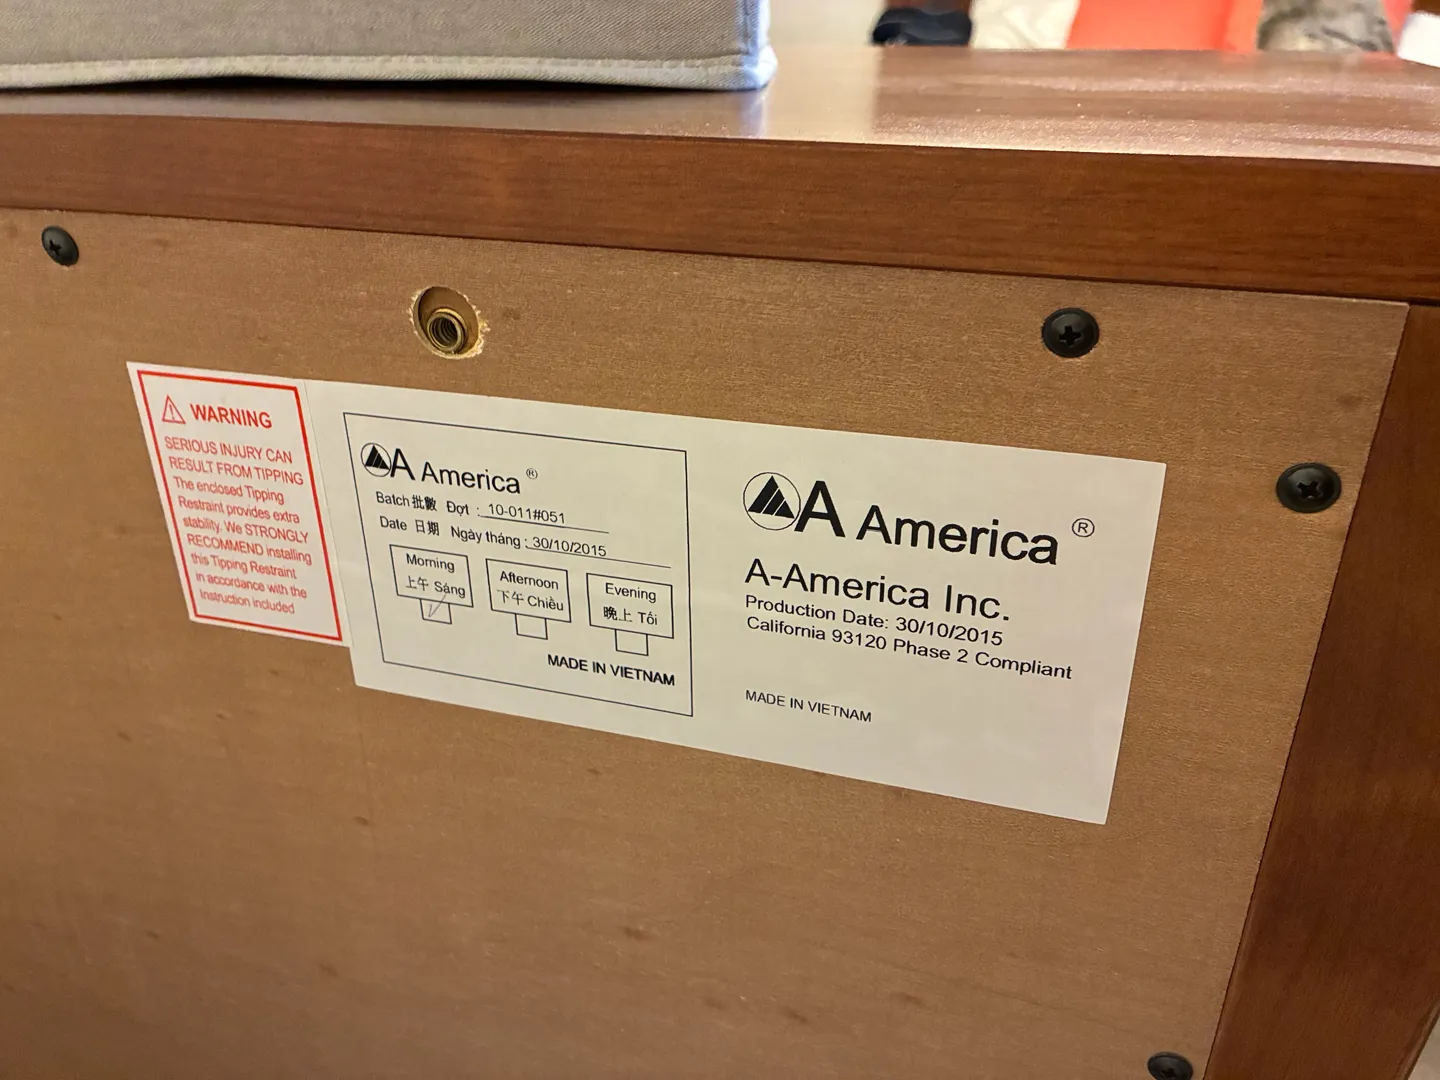 WARNING
SERIOUS INJURY CAN
RESULT FROM TIPPING
The enclosed Tipping
Restraint provides extra
stability. We STRONGLY
RECOMMEND installing
this Tipping Restraint
in accordance with the
instruction included
A America ®
Batch 批數 Đợt : 10-011#051
Date 日期 Ngày tháng : 30/10/2015
Morning
上午 Sáng
Afternoon
下午 Chiều
Evening
晚上 Tối
MADE IN VIETNAM
A America ®
A-America Inc.
Production Date: 30/10/2015
California 93120 Phase 2 Compliant
MADE IN VIETNAM